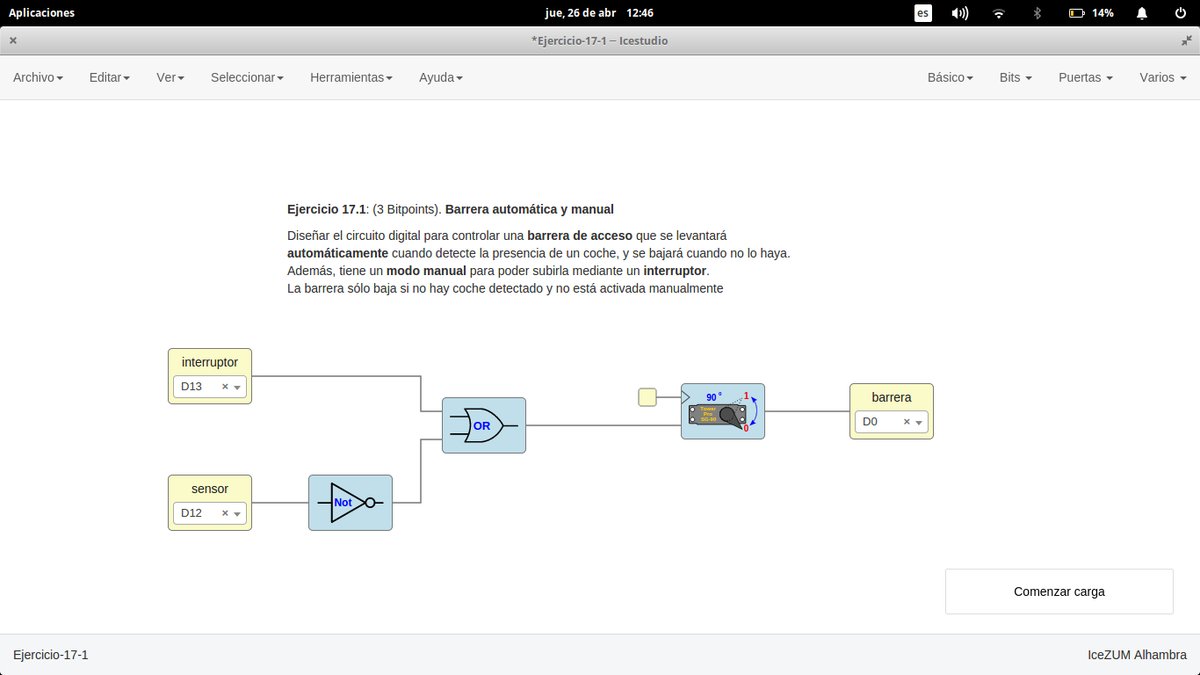 Aplicaciones jue, 26 de abr 12:46 es 14%
*Ejercicio-17-1 — Icestudio
Archivo Editar Ver Seleccionar Herramientas Ayuda Básico Bits Puertas Varios
Ejercicio 17.1: (3 Bitpoints). Barrera automática y manual
Diseñar el circuito digital para controlar una barrera de acceso que se levantará
automáticamente cuando detecte la presencia de un coche, y se bajará cuando no lo haya.
Además, tiene un modo manual para poder subirla mediante un interruptor.
La barrera sólo baja si no hay coche detectado y no está activada manualmente
interruptor
D13
OR
90 º
1
Tower
Pro
SG-90
0
barrera
D0
sensor
D12
Not
Comenzar carga
Ejercicio-17-1 IceZUM Alhambra